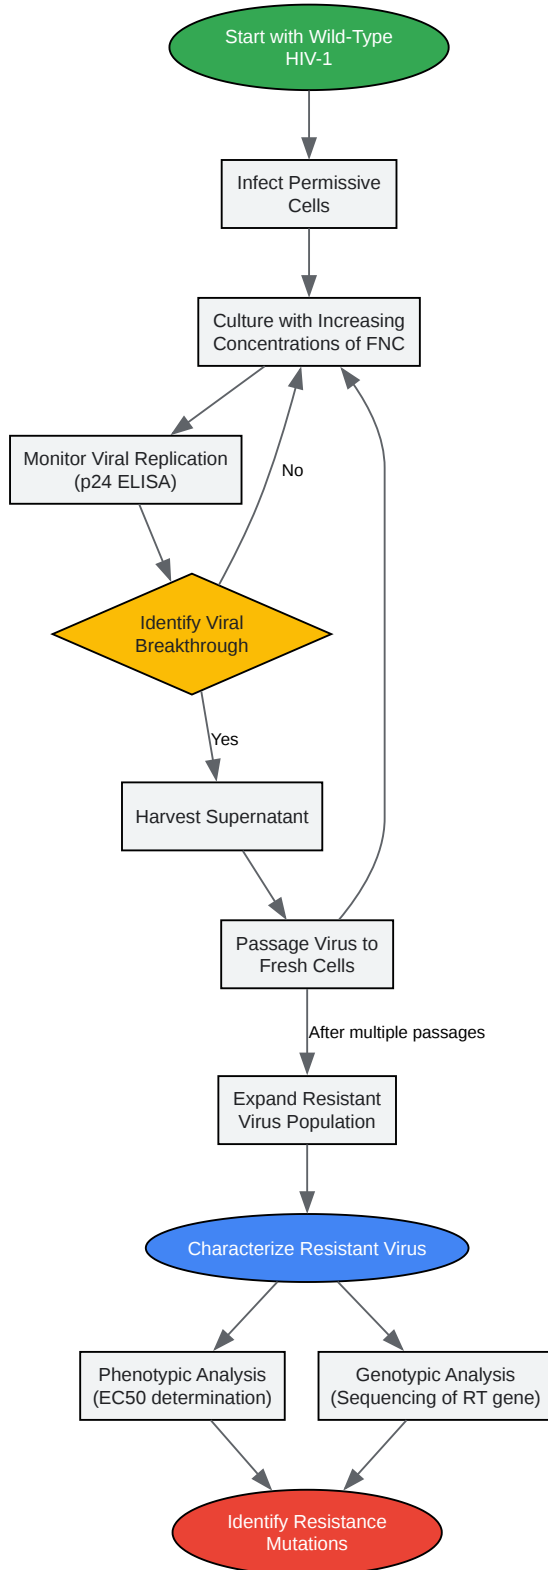 Start with Wild-Type
HIV-1
Infect Permissive
Cells
Culture with Increasing
Concentrations of FNC
Monitor Viral Replication
(p24 ELISA)
No
Identify Viral
Breakthrough
Yes
Harvest Supernatant
Passage Virus to
Fresh Cells
After multiple passages
Expand Resistant
Virus Population
Characterize Resistant Virus
Phenotypic Analysis
(EC50 determination)
Genotypic Analysis
(Sequencing of RT gene)
Identify Resistance
Mutations